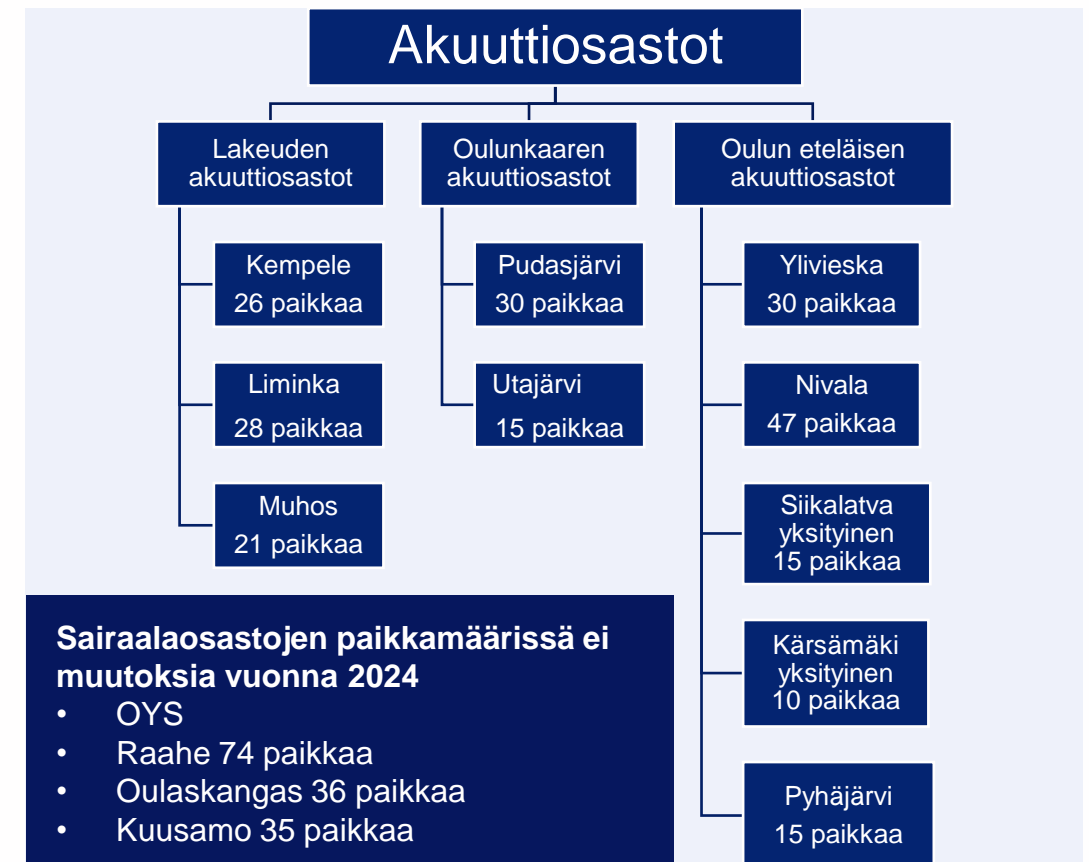 Akuuttiosastot
Lakeuden
akuuttiosastot
Kempele
26 paikkaa
Liminka
28 paikkaa
Muhos
21 paikkaa
Oulunkaaren
akuuttiosastot
Pudasjärvi
30 paikkaa
Utajärvi
15 paikkaa
Oulun eteläisen
akuuttiosastot
Ylivieska
30 paikkaa
Nivala
47 paikkaa
Siikalatva
yksityinen
15 paikkaa
Kärsämäki
yksityinen
10 paikkaa
Pyhäjärvi
15 paikkaa
Sairaalaosastojen paikkamäärissä ei
muutoksia vuonna 2024
• OYS
• Raahe 74 paikkaa
• Oulaskangas 36 paikkaa
• Kuusamo 35 paikkaa